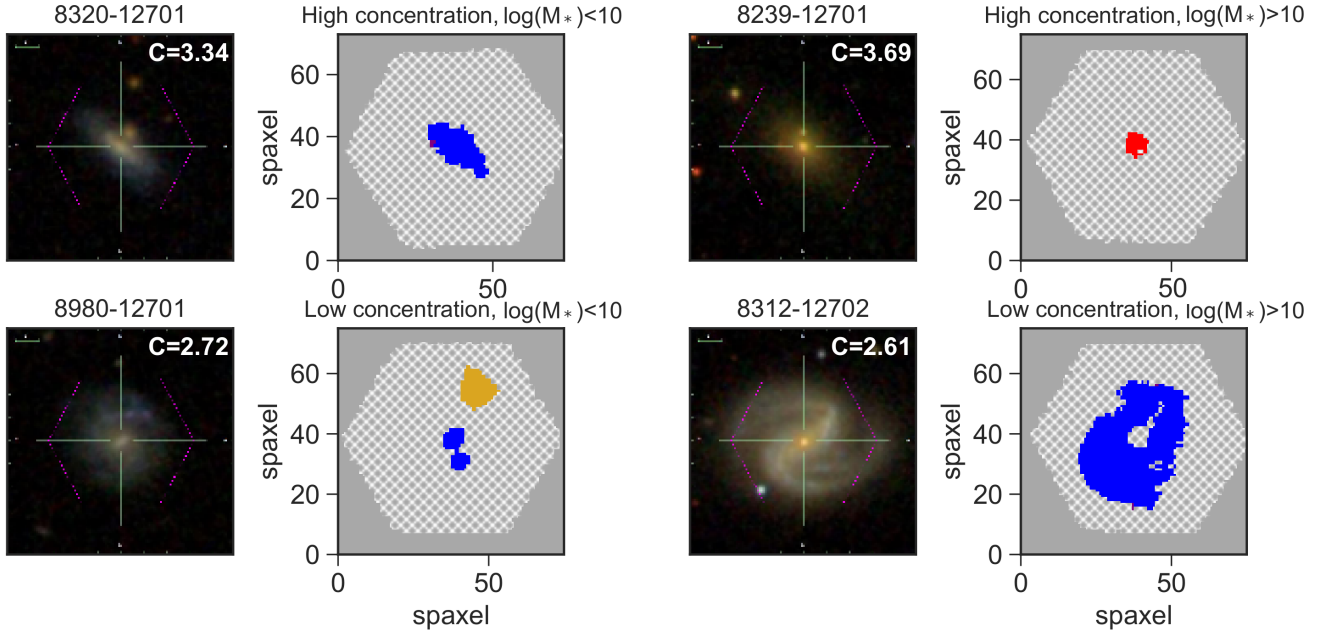 8320-12701
High concentration, log(M*)<10
8239-12701
High concentration, log(M*)>10
C=3.34
C=3.69
60
40
20
0
0
50
spaxel
60
40
20
0
0
50
spaxel
8980-12701
Low concentration, log(M*)<10
8312-12702
Low concentration, log(M*)>10
C=2.72
C=2.61
60
40
20
0
0
50
spaxel
spaxel
60
40
20
0
0
50
spaxel
spaxel